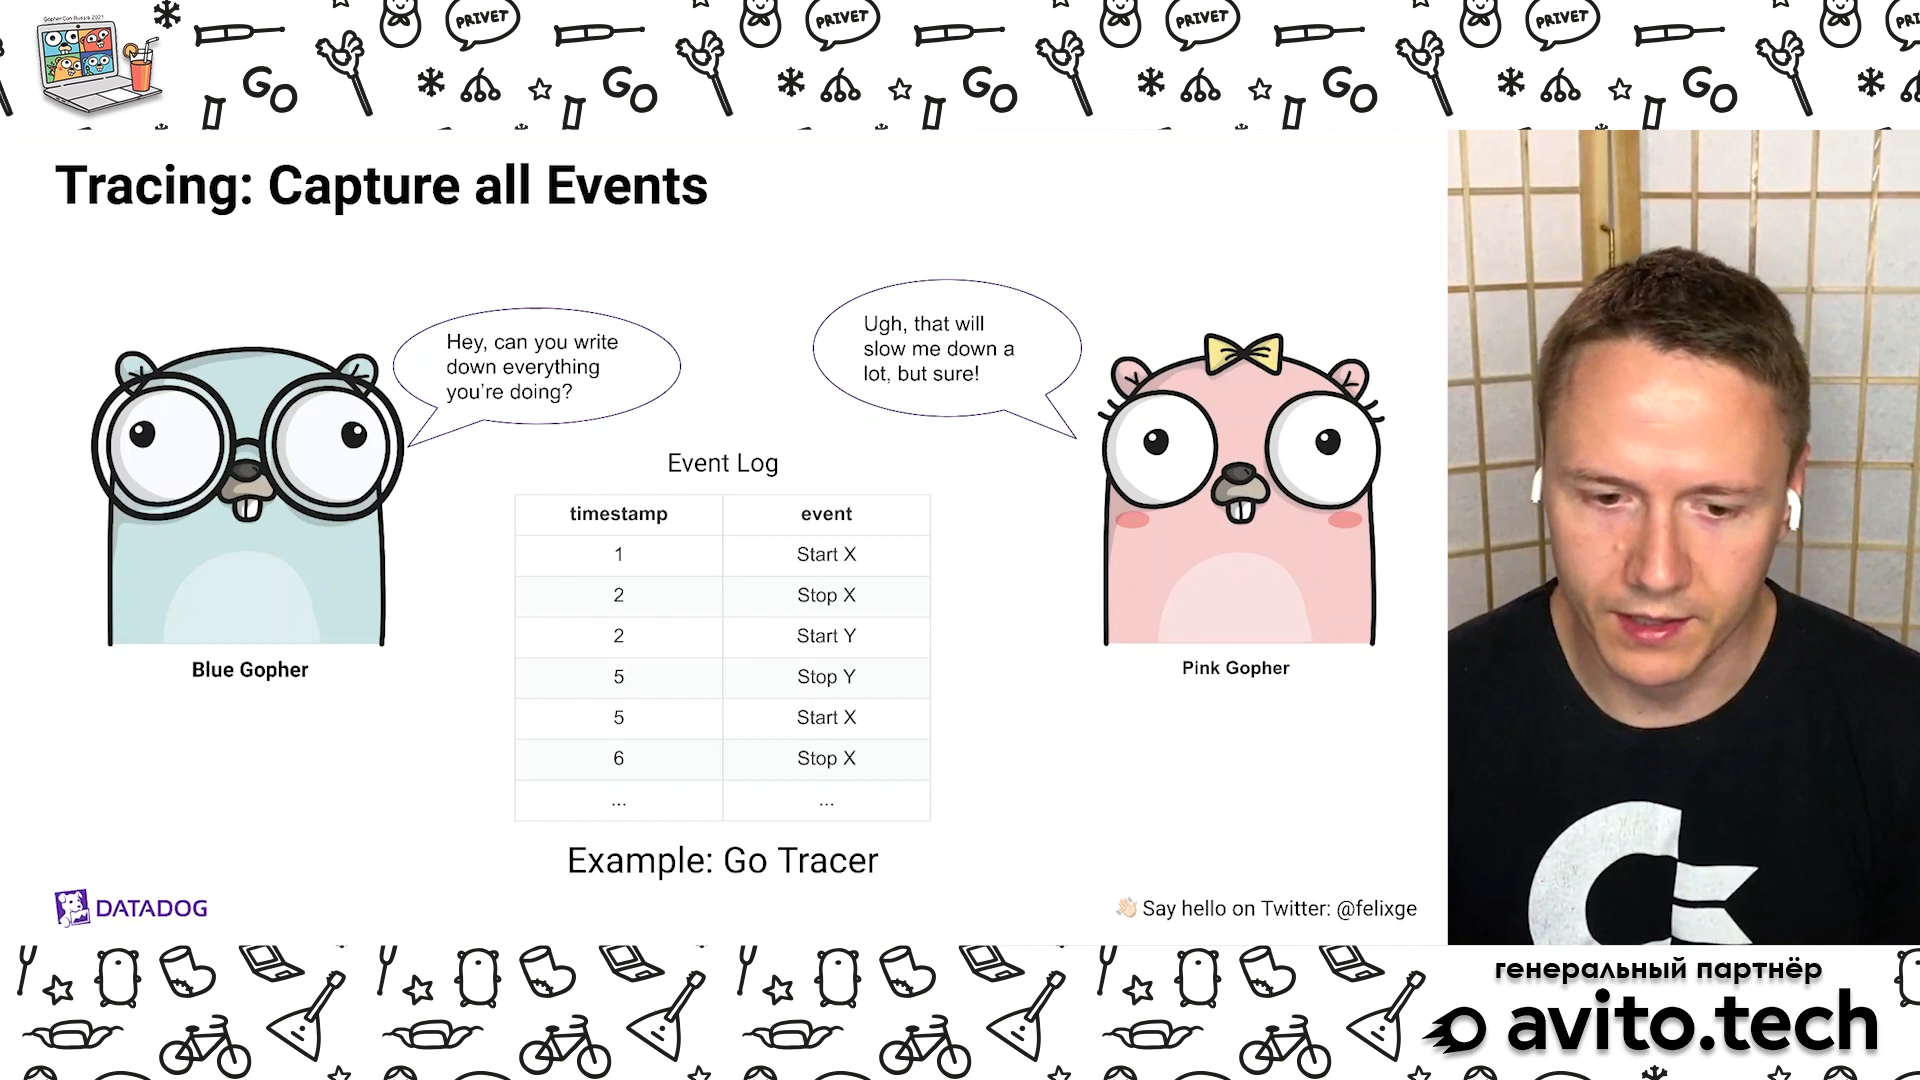 GopherCon Russia 2021
PRIVET
PRIVET
PRIVET
PRIVET
GO
GO
GO
GO
GO
Tracing: Capture all Events
Hey, can you write
down everything
you're doing?
Ugh, that will
slow me down a
lot, but sure!
Event Log
timestamp event
1 Start X
2 Stop X
2 Start Y
5 Stop Y
5 Start X
6 Stop X
... ...
Blue Gopher
Pink Gopher
Example: Go Tracer
DATADOG
👋🏻 Say hello on Twitter: @felixge
генеральный партнёр
avito.tech